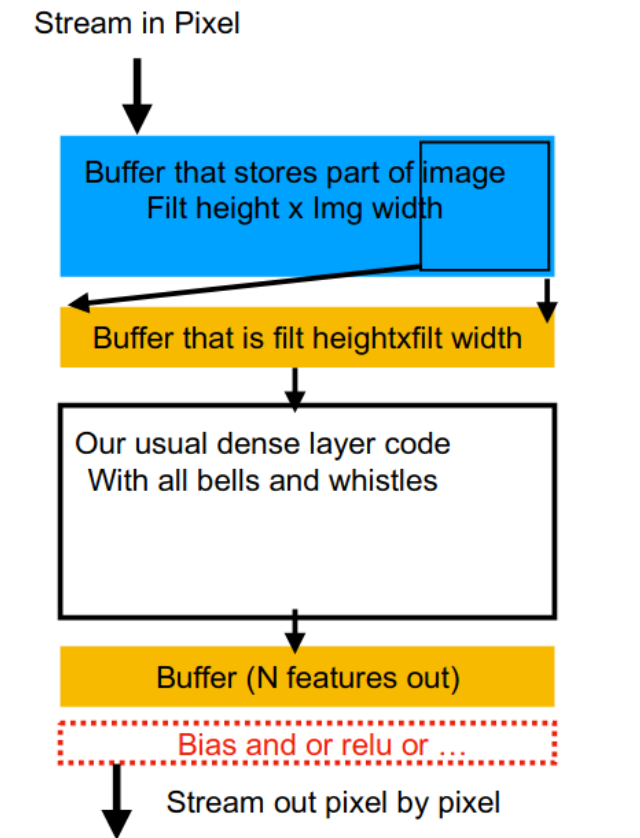 Stream in Pixel
Buffer that stores part of image
Filt height x Img width
Buffer that is filt heightxfilt width
Our usual dense layer code
With all bells and whistles
Buffer (N features out)
Bias and or relu or …
Stream out pixel by pixel